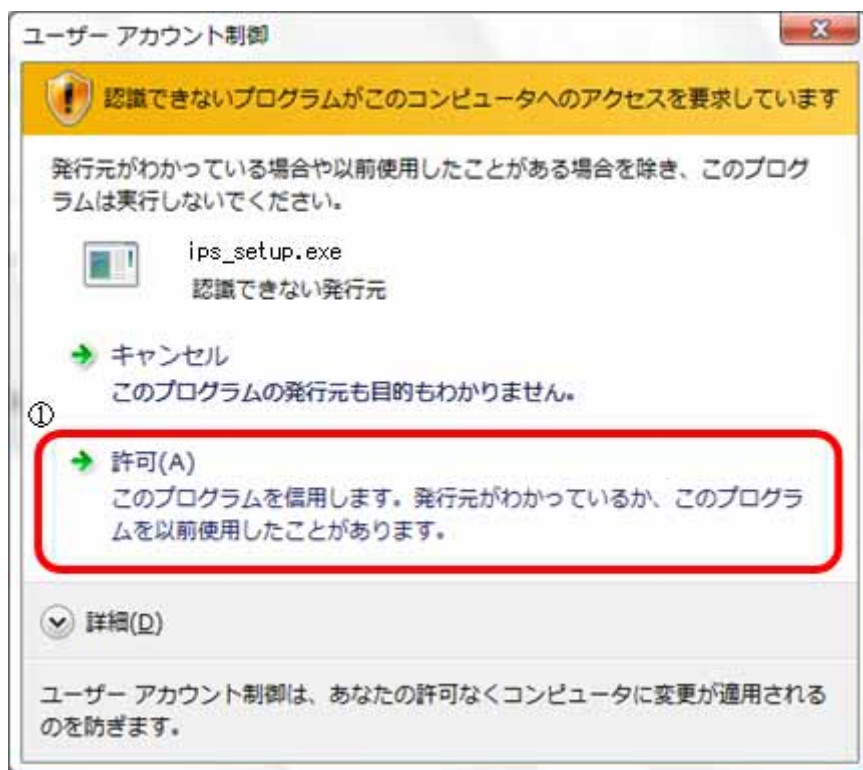 ユーザー アカウント制御
認識できないプログラムがこのコンピュータへのアクセスを要求しています
発行元がわかっている場合や以前使用したことがある場合を除き、このプログ
ラムは実行しないでください。
ips_setup.exe
認識できない発行元
キャンセル
このプログラムの発行元も目的もわかりません。
①
許可(A)
このプログラムを信用します。発行元がわかっているか、このプログラ
ムを以前使用したことがあります。
詳細(D)
ユーザー アカウント制御は、あなたの許可なくコンピュータに変更が適用される
のを防ぎます。